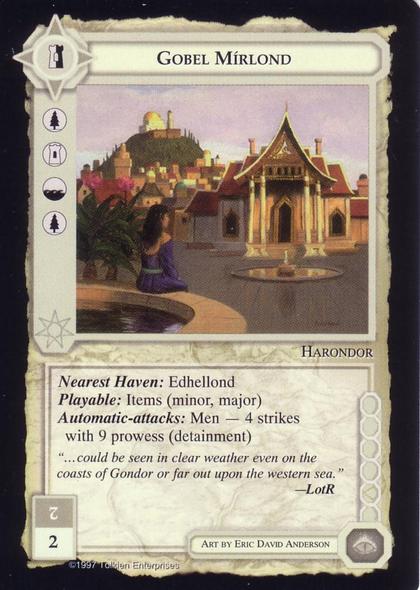 Gobel Mírlond
Harondor
Nearest Haven: Edhellond
Playable: Items (minor, major)
Automatic-attacks: Men — 4 strikes
with 9 prowess (detainment)
“…could be seen in clear weather even on the
coasts of Gondor or far out upon the western sea.”
—LotR
2
2
Art by Eric David Anderson
©1997 Tolkien Enterprises